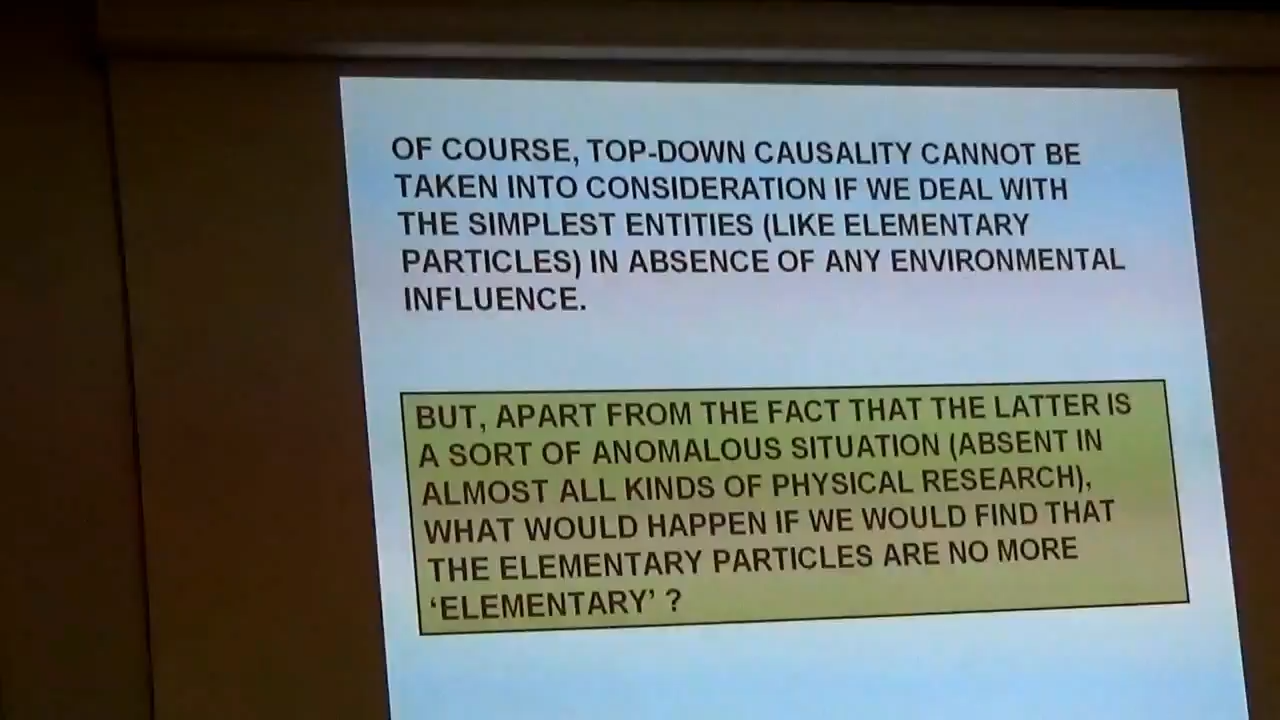 OF COURSE, TOP-DOWN CAUSALITY CANNOT BE
TAKEN INTO CONSIDERATION IF WE DEAL WITH
THE SIMPLEST ENTITIES (LIKE ELEMENTARY
PARTICLES) IN ABSENCE OF ANY ENVIRONMENTAL
INFLUENCE.
BUT, APART FROM THE FACT THAT THE LATTER IS
A SORT OF ANOMALOUS SITUATION (ABSENT IN
ALMOST ALL KINDS OF PHYSICAL RESEARCH),
WHAT WOULD HAPPEN IF WE WOULD FIND THAT
THE ELEMENTARY PARTICLES ARE NO MORE
‘ELEMENTARY’ ?